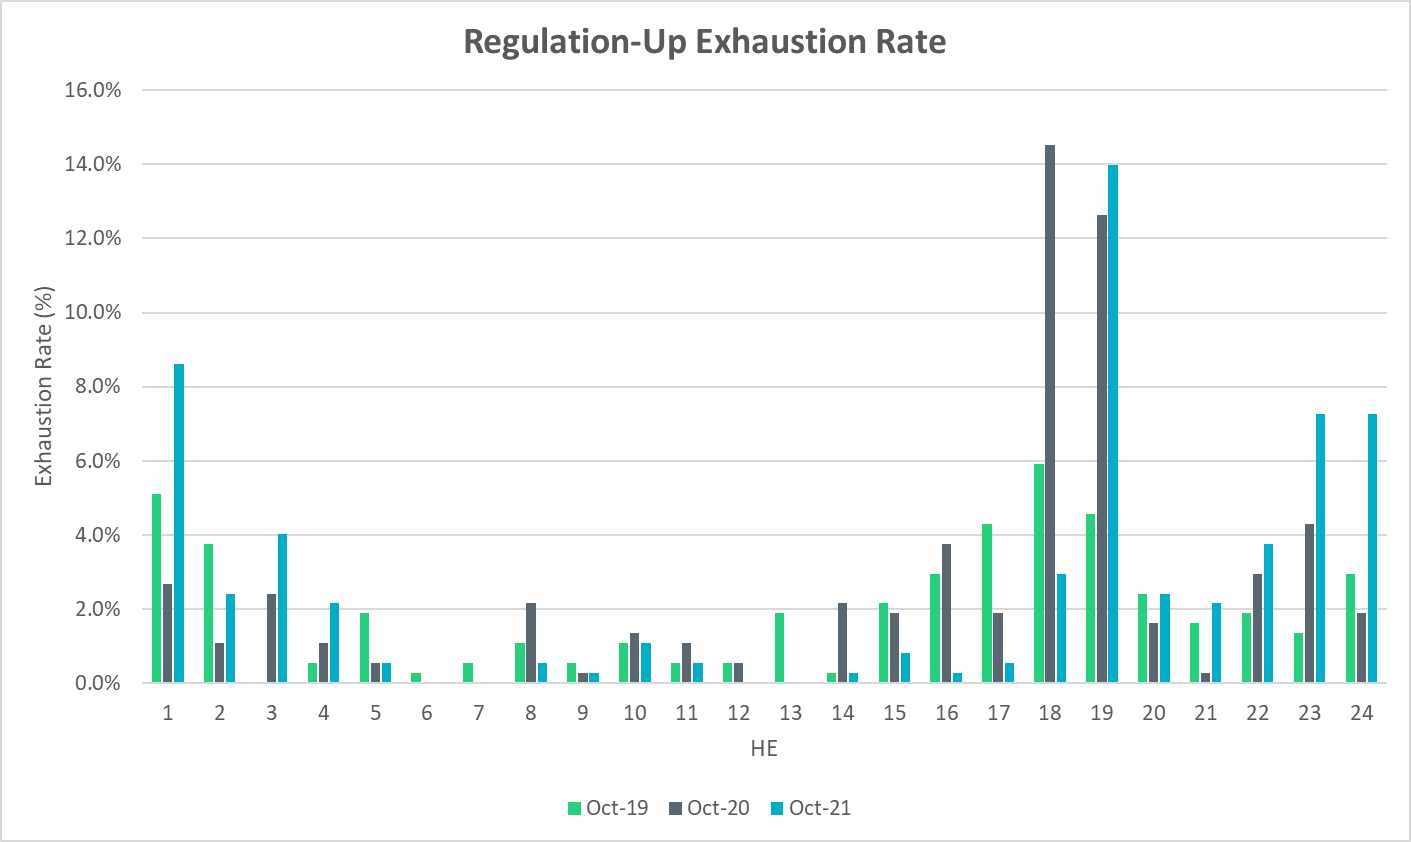 Regulation-Up Exhaustion Rate
16.0%
14.0%
12.0%
10.0%
8.0%
6.0%
4.0%
2.0%
0.0%
Exhaustion Rate (%)
1 2 3 4 5 6 7 8 9 10 11 12 13 14 15 16 17 18 19 20 21 22 23 24
HE
Oct-19 Oct-20 Oct-21